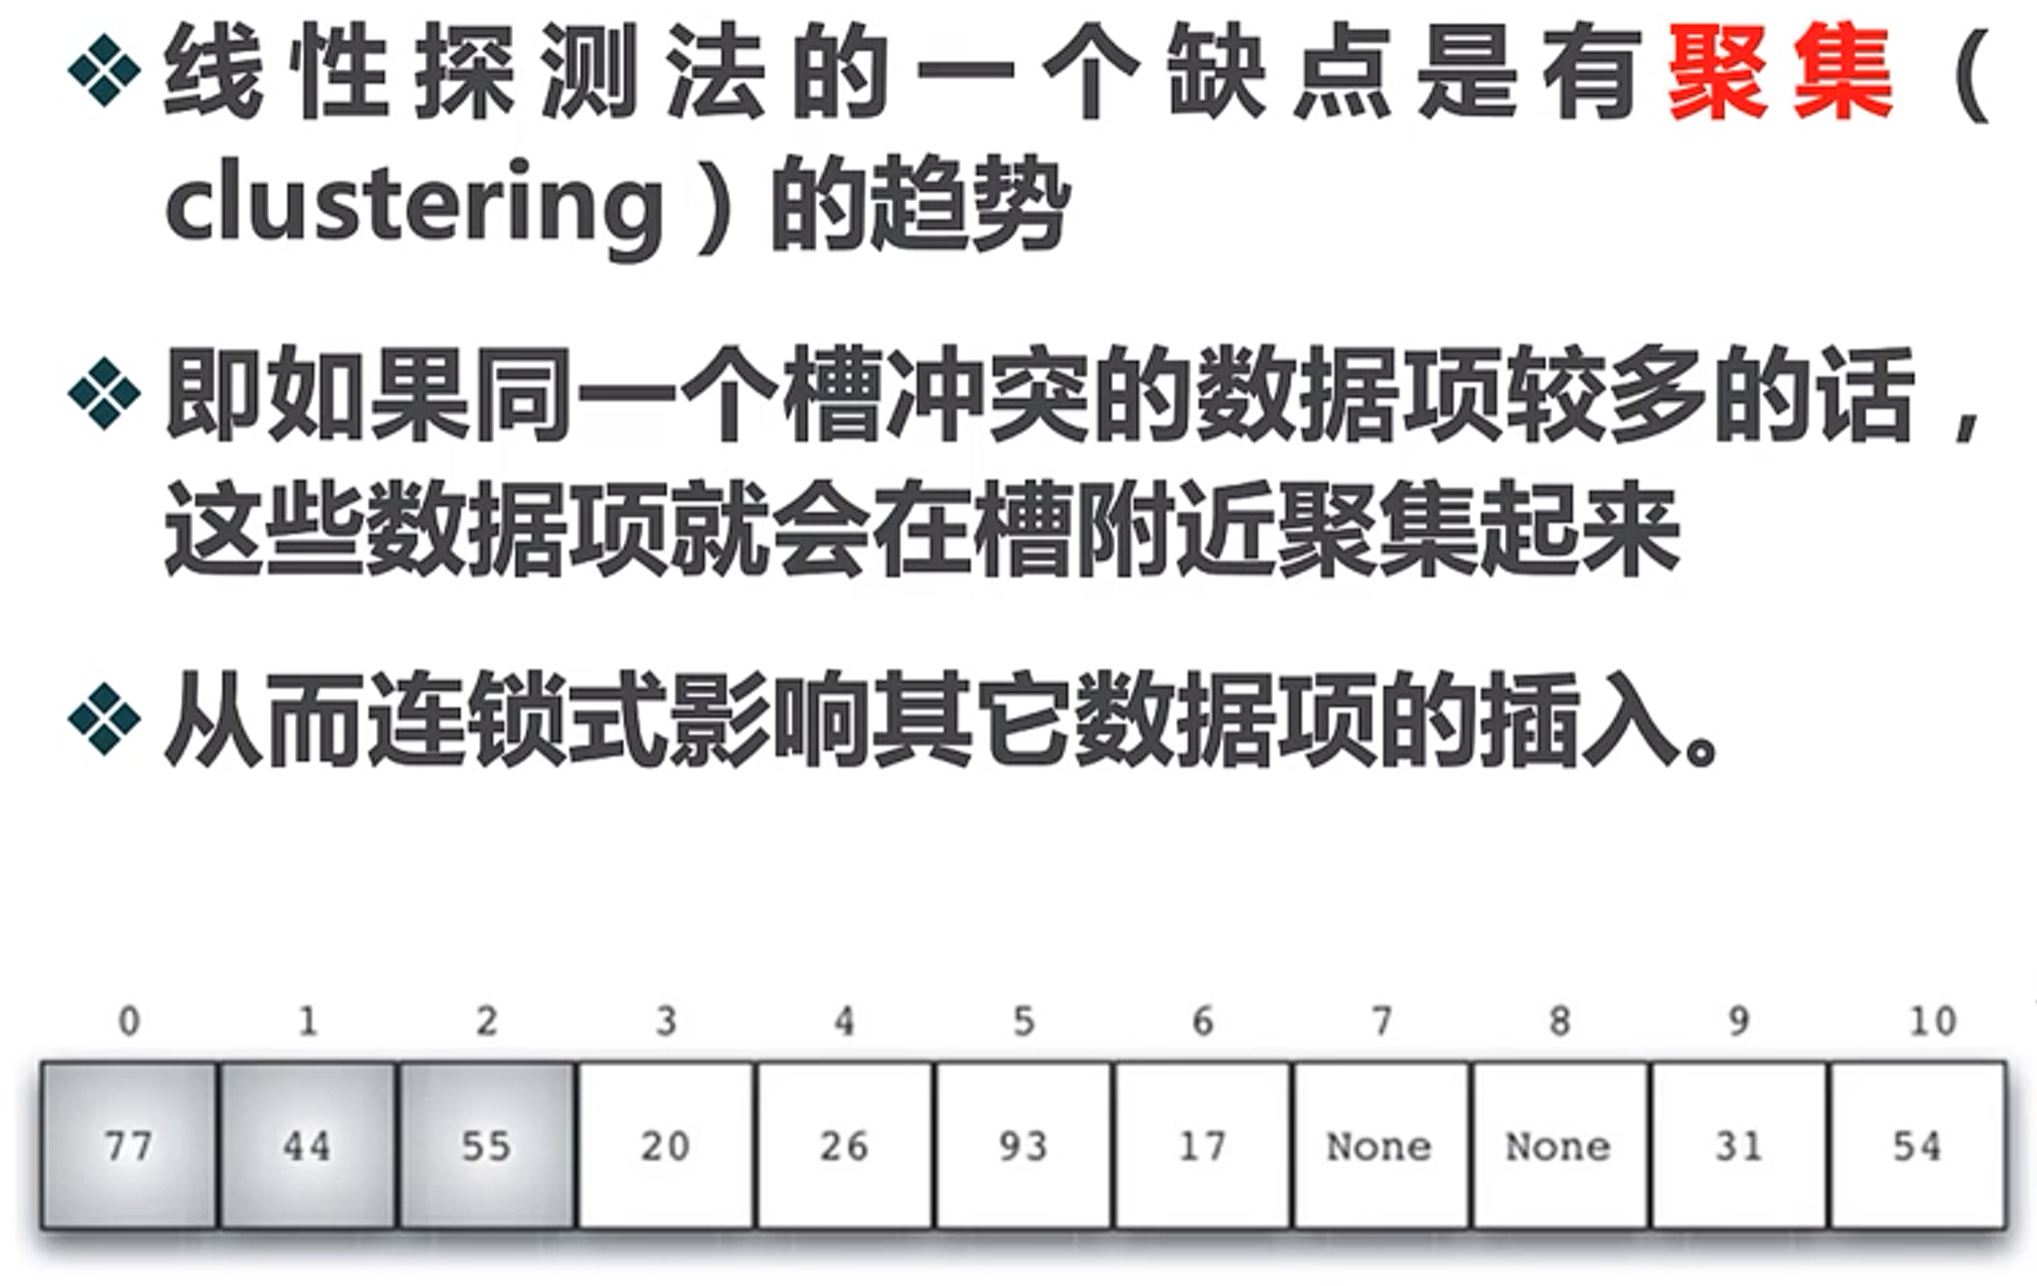 线性探测法的一个缺点是有聚集（
clustering）的趋势
即如果同一个槽冲突的数据项较多的话，
这些数据项就会在槽附近聚集起来
从而连锁式影响其它数据项的插入。
0 1 2 3 4 5 6 7 8 9 10
77 44 55 20 26 93 17 None None 31 54